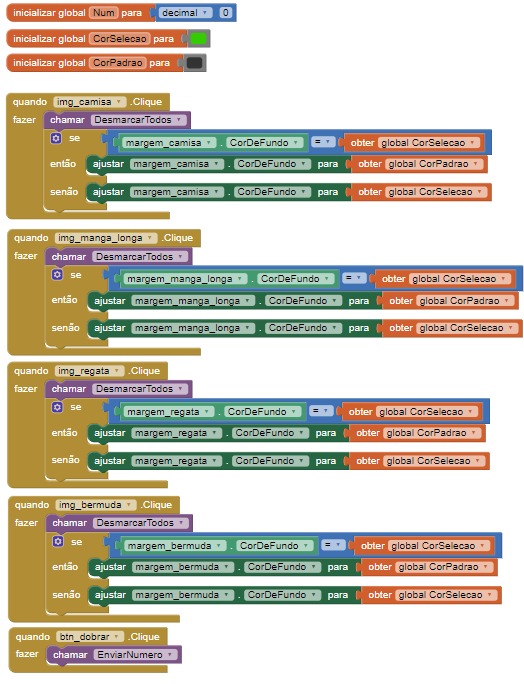 inicializar global Num para decimal 0
inicializar global CorSelecao para
inicializar global CorPadrao para
quando img_camisa .Clique
fazer chamar DesmarcarTodos
se margem_camisa . CorDeFundo = obter global CorSelecao
então ajustar margem_camisa . CorDeFundo para obter global CorPadrao
senão ajustar margem_camisa . CorDeFundo para obter global CorSelecao
quando img_manga_longa .Clique
fazer chamar DesmarcarTodos
se margem_manga_longa . CorDeFundo = obter global CorSelecao
então ajustar margem_manga_longa . CorDeFundo para obter global CorPadrao
senão ajustar margem_manga_longa . CorDeFundo para obter global CorSelecao
quando img_regata .Clique
fazer chamar DesmarcarTodos
se margem_regata . CorDeFundo = obter global CorSelecao
então ajustar margem_regata . CorDeFundo para obter global CorPadrao
senão ajustar margem_regata . CorDeFundo para obter global CorSelecao
quando img_bermuda .Clique
fazer chamar DesmarcarTodos
se margem_bermuda . CorDeFundo = obter global CorSelecao
então ajustar margem_bermuda . CorDeFundo para obter global CorPadrao
senão ajustar margem_bermuda . CorDeFundo para obter global CorSelecao
quando btn_dobrar .Clique
fazer chamar EnviarNumero